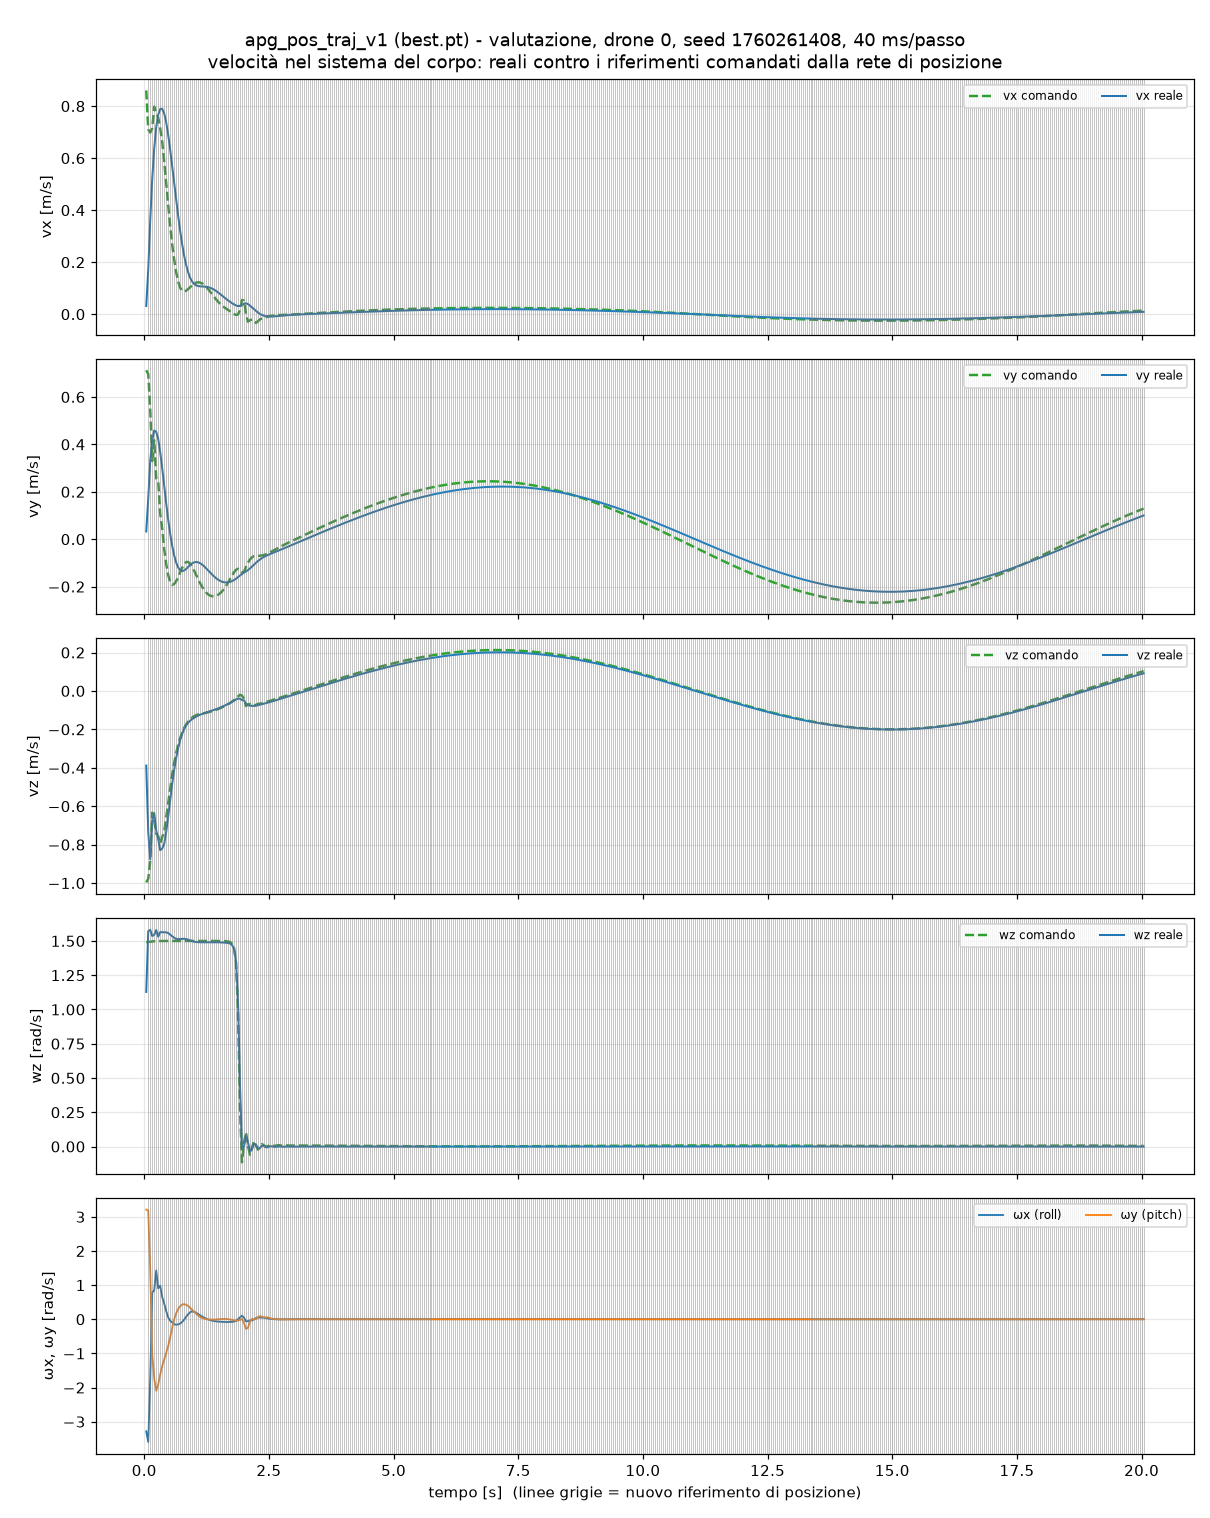 apg_pos_traj_v1 (best.pt) - valutazione, drone 0, seed 1760261408, 40 ms/passo
velocità nel sistema del corpo: reali contro i riferimenti comandati dalla rete di posizione
vx comando vx reale
0.8
0.6
0.4
0.2
0.0
vx [m/s]
vy comando vy reale
0.6
0.4
0.2
0.0
−0.2
vy [m/s]
vz comando vz reale
0.2
0.0
−0.2
−0.4
−0.6
−0.8
−1.0
vz [m/s]
wz comando wz reale
1.50
1.25
1.00
0.75
0.50
0.25
0.00
wz [rad/s]
ωx (roll) ωy (pitch)
3
2
1
0
−1
−2
−3
ωx, ωy [rad/s]
0.0 2.5 5.0 7.5 10.0 12.5 15.0 17.5 20.0
tempo [s]  (linee grigie = nuovo riferimento di posizione)